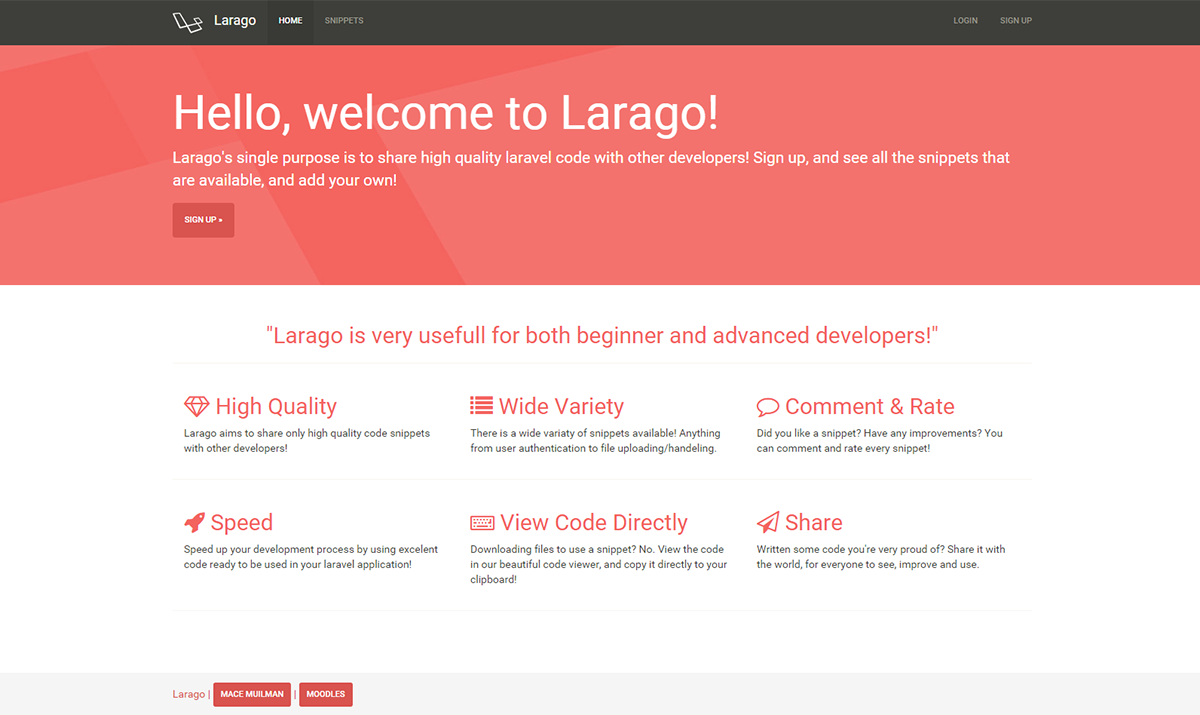 Larago HOME SNIPPETS LOGIN SIGN UP
Hello, welcome to Larago!
Larago's single purpose is to share high quality laravel code with other developers! Sign up, and see all the snippets that
are available, and add your own!
SIGN UP »
"Larago is very usefull for both beginner and advanced developers!"
High Quality
Larago aims to share only high quality code snippets
with other developers!
Wide Variety
There is a wide variaty of snippets available! Anything
from user authentication to file uploading/handeling.
Comment & Rate
Did you like a snippet? Have any improvements? You
can comment and rate every snippet!
Speed
Speed up your development process by using excelent
code ready to be used in your laravel application!
View Code Directly
Downloading files to use a snippet? No. View the code
in our beautiful code viewer, and copy it directly to your
clipboard!
Share
Written some code you're very proud of? Share it with
the world, for everyone to see, improve and use.
Larago | MACE MUILMAN | MOODLES